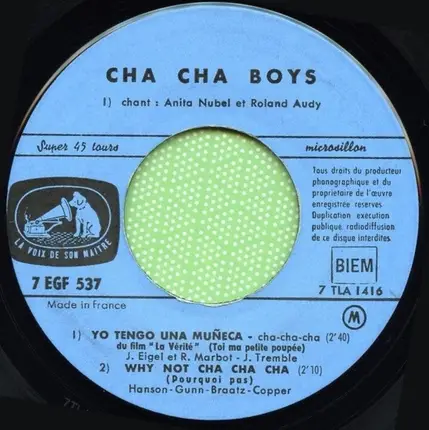 CHA CHA BOYS
1) chant : Anita Nubel et Roland Audy
Super 45 tours
microsillon
Tous droits du producteur
phonographique et du
propriétaire de l'œuvre
enregistrée reservés
Duplication exécution
publique radiodiffusion
de ce disque interdites.
LA VOIX DE SON MAITRE
7 EGF 537
BIEM
7 TLA 1416
Made in France
M
1) YO TENGO UNA MUÑECA - cha-cha-cha (2'40)
du film "La Vérité" (Toi ma petite poupée)
J. Eigel et R. Marbot - J. Tremble
2) WHY NOT CHA CHA CHA (2'10)
(Pourquoi pas)
Hanson-Gunn-Braatz-Copper